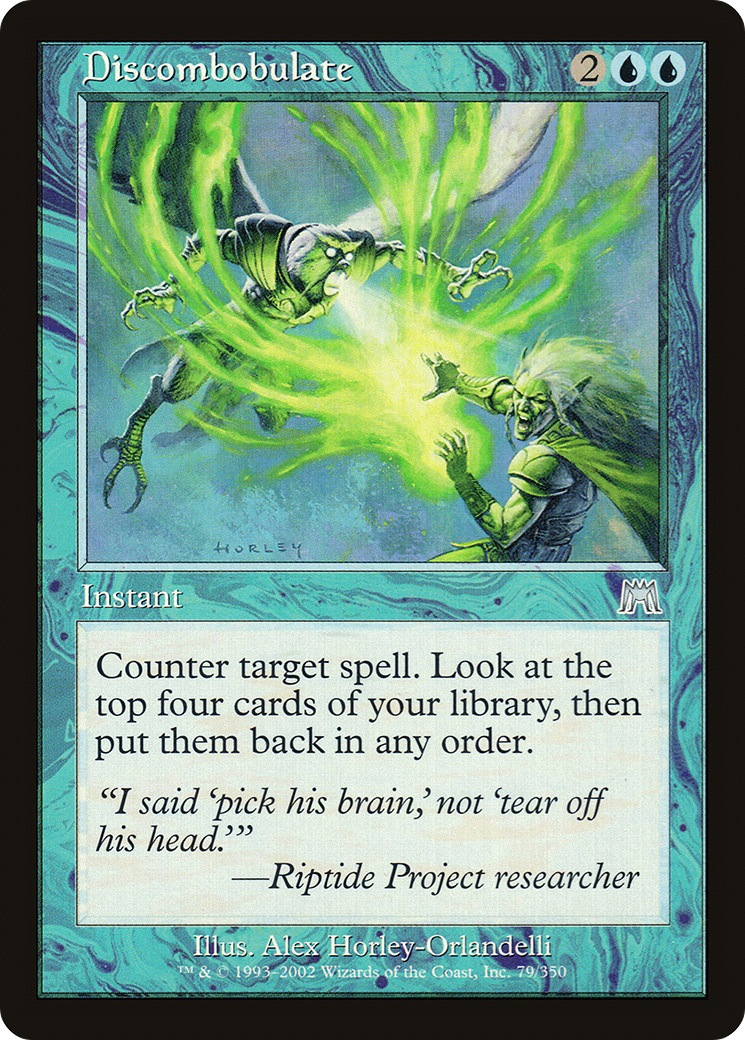 Discombobulate 2
HORLEY
Instant
Counter target spell. Look at the
top four cards of your library, then
put them back in any order.
“I said ‘pick his brain,’ not ‘tear off
his head.’”
—Riptide Project researcher
Illus. Alex Horley-Orlandelli
™ & © 1993–2002 Wizards of the Coast, Inc. 79/350